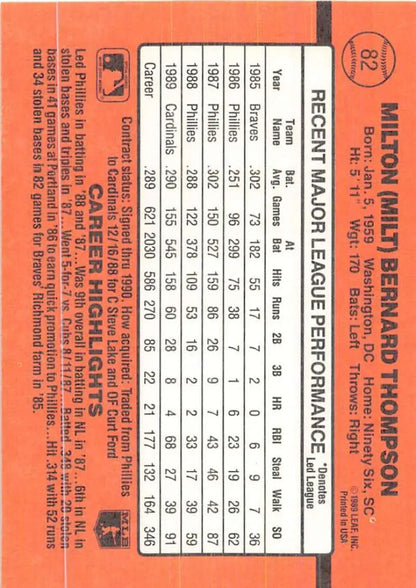 82
MILTON (MILT) BERNARD THOMPSON
Born: Jan. 5, 1959 Washington, DC Home: Ninety Six, SC
Ht: 5'11" Wgt: 170 Bats: Left Throws: Right
© 1989 LEAF, INC.
Printed in USA
RECENT MAJOR LEAGUE PERFORMANCE *Denotes Led League
Year Team Name Bat. Avg. Games At Bat Hits Runs 2B 3B HR RBI Steal Walk SO
1985 Braves .302 73 182 55 17 7 2 0 6 9 7 36
1986 Phillies .251 96 299 75 38 7 1 6 23 19 26 62
1987 Phillies .302 150 527 159 86 26 9 7 43 46 42 87
1988 Phillies .288 122 378 109 53 16 2 2 33 17 39 59
1989 Cardinals .290 155 545 158 60 28 8 4 68 27 39 91
Career .289 621 2030 586 270 85 22 21 177 132 164 346
Contract status: Signed thru 1990. How acquired: Traded from Phillies
to Cardinals 12/16/88 for C Steve Lake and OF Curt Ford
MLB
CAREER HIGHLIGHTS
Led Phillies in batting in '88 and '87...Was 9th overall in batting in NL in '87...6th in NL in
stolen bases and triples in '87...Went 5-for-7 vs. Cubs 8/11/87...Batted .348 with 20 stolen
bases in 41 games at Portland in '86 to earn quick promotion to Phillies...Hit .314 with 52 runs
and 34 stolen bases in 82 games for Braves' Richmond farm in '85.